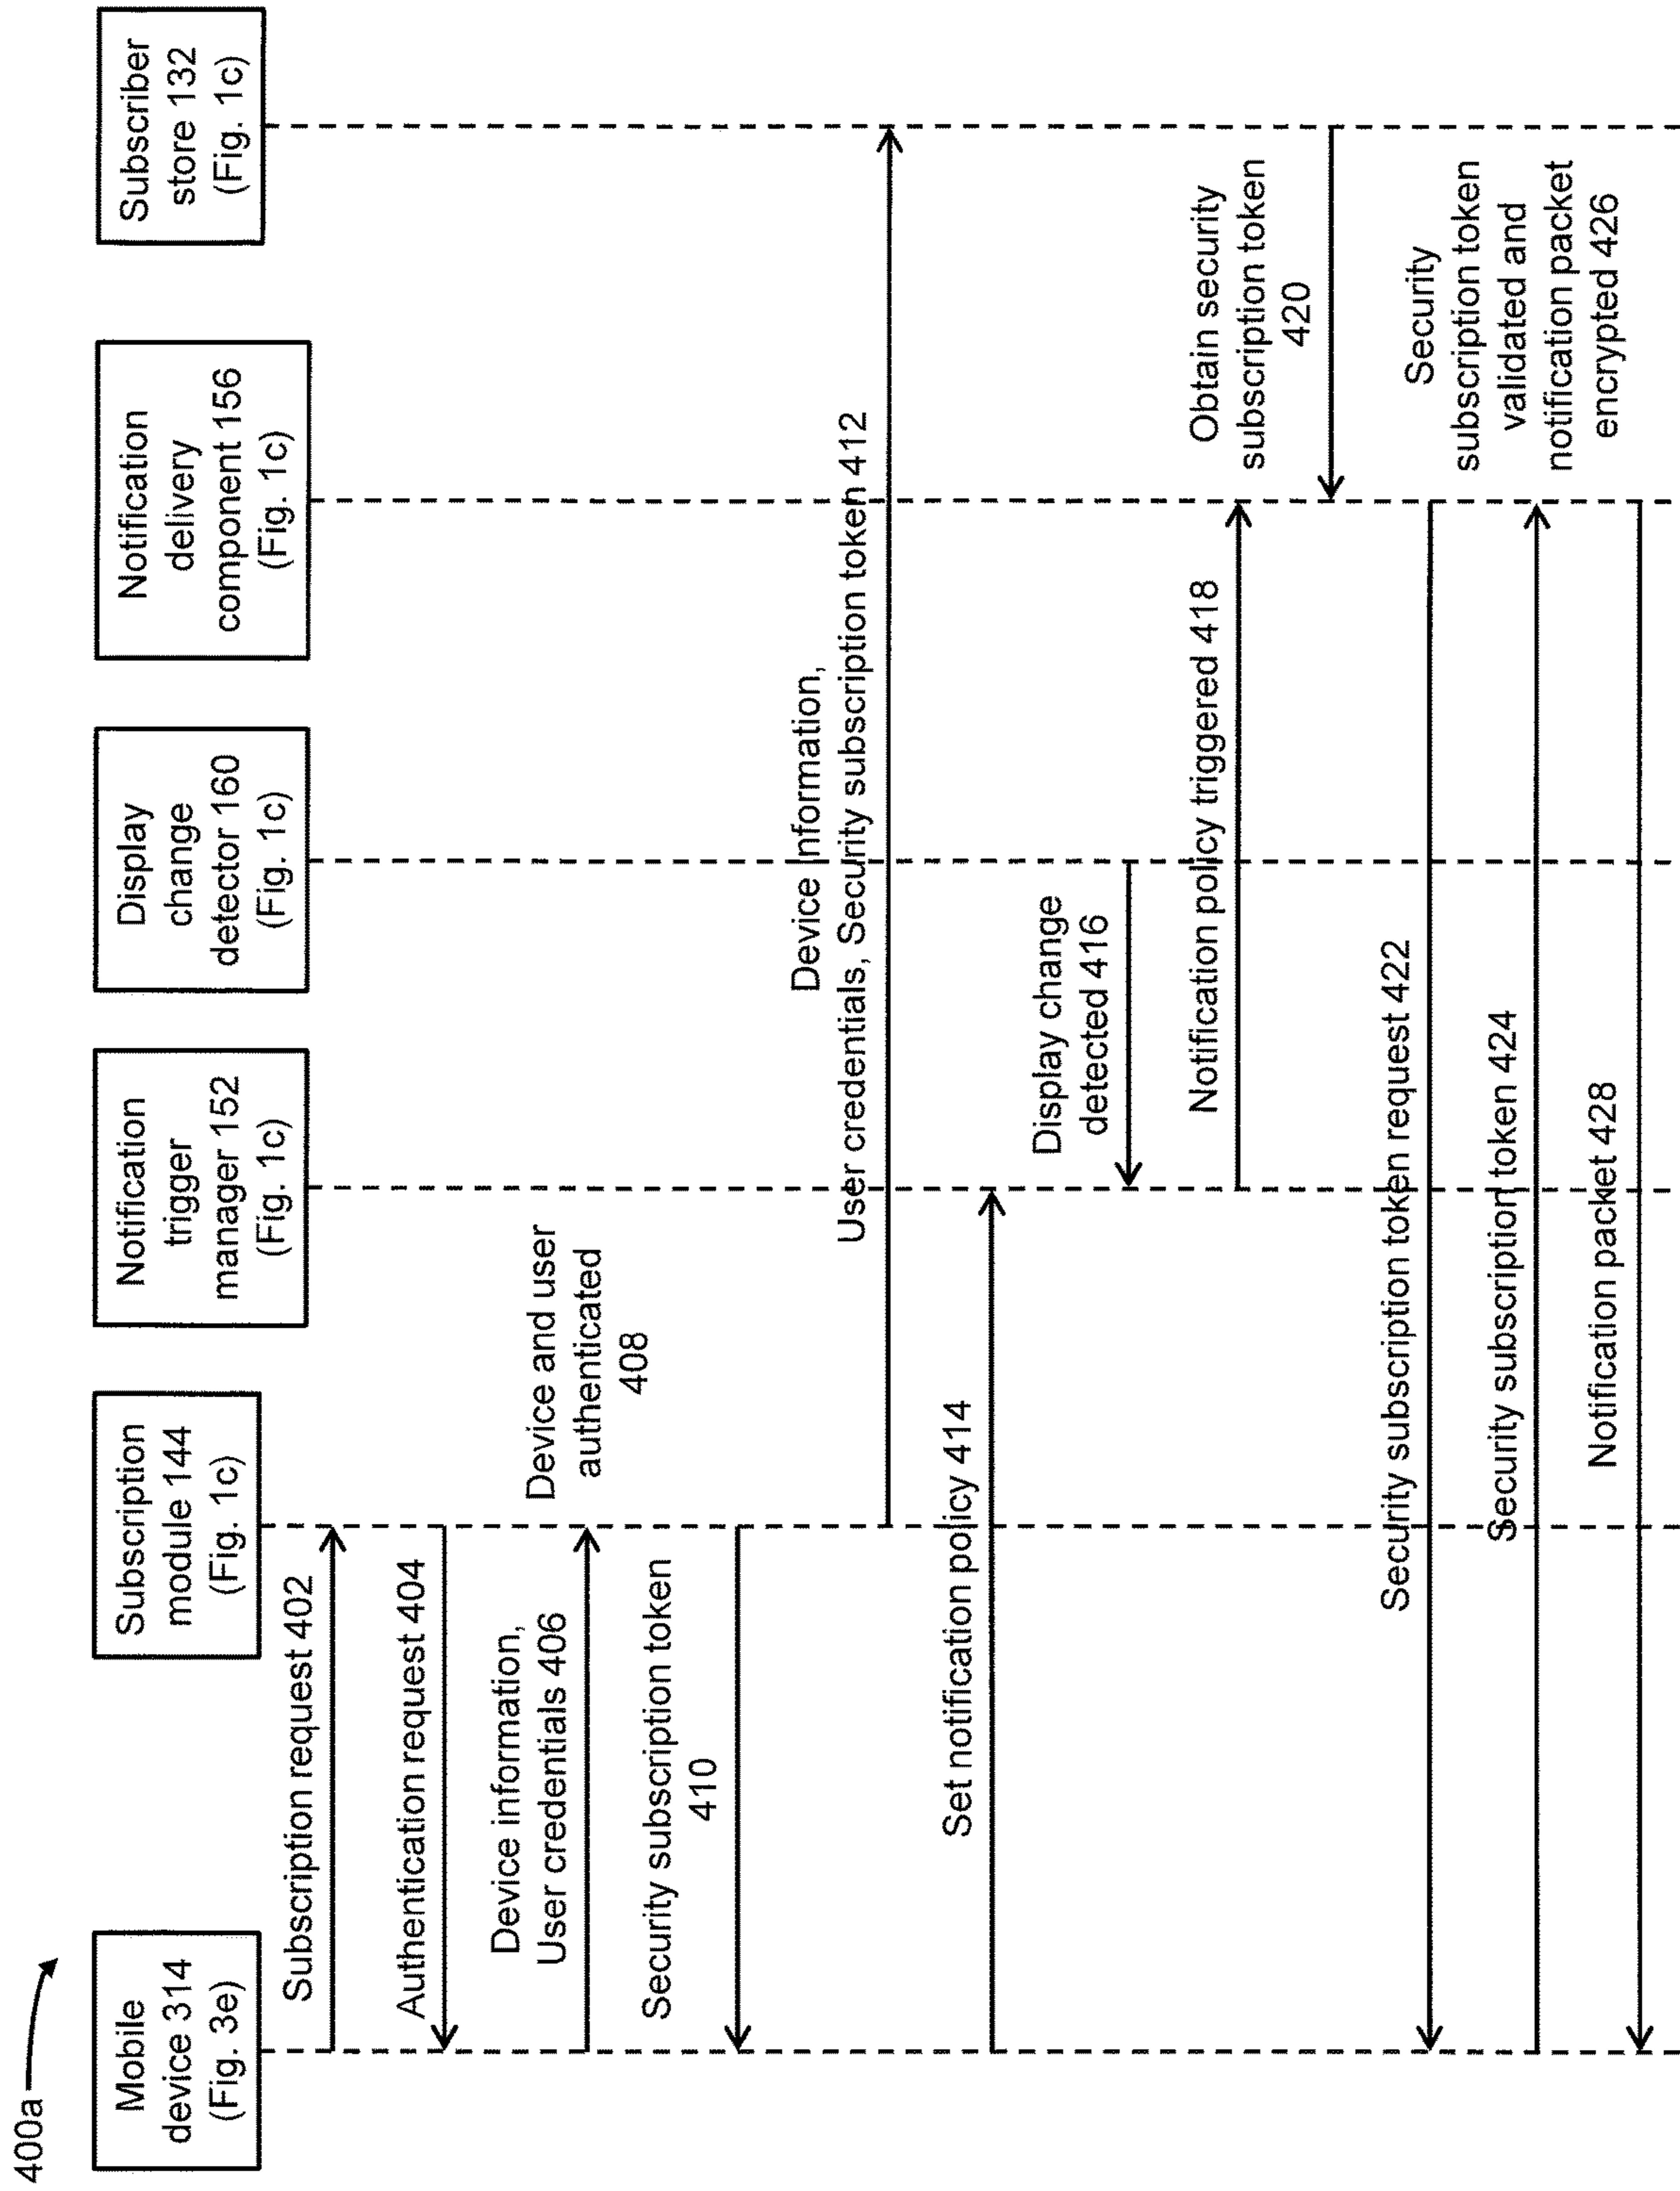 400a
Mobile
device 314
(Fig. 3e)
Subscription
module 144
(Fig. 1c)
Notification
trigger
manager 152
(Fig. 1c)
Display
change
detector 160
(Fig. 1c)
Notification
delivery
component 156
(Fig. 1c)
Subscriber
store 132
(Fig. 1c)
Subscription request 402
Authentication request 404
Device information,
User credentials 406
Device and user
authenticated
408
Security subscription token
410
Device Information,
User credentials, Security subscription token 412
Set notification policy 414
Display change
detected 416
Notification policy triggered 418
Obtain security
subscription token
420
Security subscription token request 422
Security subscription token 424
Security
subscription token
validated and
notification packet
encrypted 426
Notification packet 428